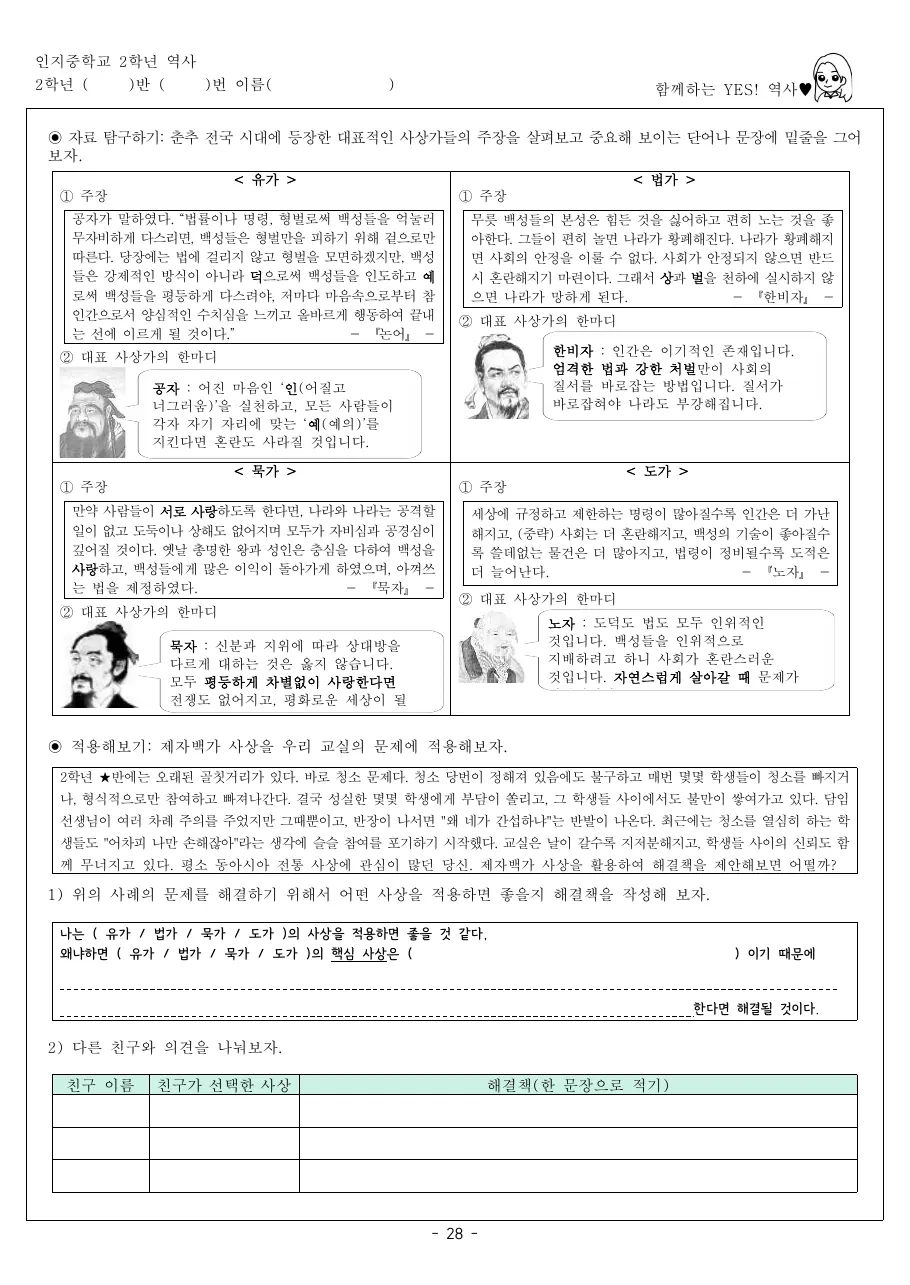 인지중학교 2학년 역사
2학년 ( )반 ( )번 이름( )
함께하는 YES! 역사♥
◉ 자료 탐구하기: 춘추 전국 시대에 등장한 대표적인 사상가들의 주장을 살펴보고 중요해 보이는 단어나 문장에 밑줄을 그어
보자.
< 유가 >
① 주장
공자가 말하였다. “법률이나 명령, 형벌로써 백성들을 억눌러
무자비하게 다스리면, 백성들은 형벌만을 피하기 위해 겉으로만
따른다. 당장에는 법에 걸리지 않고 형벌을 모면하겠지만, 백성
들은 강제적인 방식이 아니라 덕으로써 백성들을 인도하고 예
로써 백성들을 평등하게 다스려야, 저마다 마음속으로부터 참
인간으로서 양심적인 수치심을 느끼고 올바르게 행동하여 끝내
는 선에 이르게 될 것이다.” - 『논어』 -
② 대표 사상가의 한마디
공자 : 어진 마음인 ‘인(어질고
너그러움)’을 실천하고, 모든 사람들이
각자 자기 자리에 맞는 ‘예(예의)’를
지킨다면 혼란도 사라질 것입니다.
< 법가 >
① 주장
무릇 백성들의 본성은 힘든 것을 싫어하고 편히 노는 것을 좋
아한다. 그들이 편히 놀면 나라가 황폐해진다. 나라가 황폐해지
면 사회의 안정을 이룰 수 없다. 사회가 안정되지 않으면 반드
시 혼란해지기 마련이다. 그래서 상과 벌을 천하에 실시하지 않
으면 나라가 망하게 된다. - 『한비자』 -
② 대표 사상가의 한마디
한비자 : 인간은 이기적인 존재입니다.
엄격한 법과 강한 처벌만이 사회의
질서를 바로잡는 방법입니다. 질서가
바로잡혀야 나라도 부강해집니다.
< 묵가 >
① 주장
만약 사람들이 서로 사랑하도록 한다면, 나라와 나라는 공격할
일이 없고 도둑이나 상해도 없어지며 모두가 자비심과 공경심이
깊어질 것이다. 옛날 총명한 왕과 성인은 충심을 다하여 백성을
사랑하고, 백성들에게 많은 이익이 돌아가게 하였으며, 아껴쓰
는 법을 제정하였다. - 『묵자』 -
② 대표 사상가의 한마디
묵자 : 신분과 지위에 따라 상대방을
다르게 대하는 것은 옳지 않습니다.
모두 평등하게 차별없이 사랑한다면
전쟁도 없어지고, 평화로운 세상이 될
< 도가 >
① 주장
세상에 규정하고 제한하는 명령이 많아질수록 인간은 더 가난
해지고, (중략) 사회는 더 혼란해지고, 백성의 기술이 좋아질수
록 쓸데없는 물건은 더 많아지고, 법령이 정비될수록 도적은
더 늘어난다. - 『노자』 -
② 대표 사상가의 한마디
노자 : 도덕도 법도 모두 인위적인
것입니다. 백성들을 인위적으로
지배하려고 하니 사회가 혼란스러운
것입니다. 자연스럽게 살아갈 때 문제가
◉ 적용해보기: 제자백가 사상을 우리 교실의 문제에 적용해보자.
2학년 ★반에는 오래된 골칫거리가 있다. 바로 청소 문제다. 청소 당번이 정해져 있음에도 불구하고 매번 몇몇 학생들이 청소를 빠지거
나, 형식적으로만 참여하고 빠져나간다. 결국 성실한 몇몇 학생에게 부담이 쏠리고, 그 학생들 사이에서도 불만이 쌓여가고 있다. 담임
선생님이 여러 차례 주의를 주었지만 그때뿐이고, 반장이 나서면 "왜 네가 간섭하냐"는 반발이 나온다. 최근에는 청소를 열심히 하는 학
생들도 "어차피 나만 손해잖아"라는 생각에 슬슬 참여를 포기하기 시작했다. 교실은 날이 갈수록 지저분해지고, 학생들 사이의 신뢰도 함
께 무너지고 있다. 평소 동아시아 전통 사상에 관심이 많던 당신. 제자백가 사상을 활용하여 해결책을 제안해보면 어떨까?
1) 위의 사례의 문제를 해결하기 위해서 어떤 사상을 적용하면 좋을지 해결책을 작성해 보자.
나는 ( 유가 / 법가 / 묵가 / 도가 )의 사상을 적용하면 좋을 것 같다.
왜냐하면 ( 유가 / 법가 / 묵가 / 도가 )의 핵심 사상은 ( ) 이기 때문에
한다면 해결될 것이다.
2) 다른 친구와 의견을 나눠보자.
친구 이름 친구가 선택한 사상 해결책(한 문장으로 적기)
- 28 -